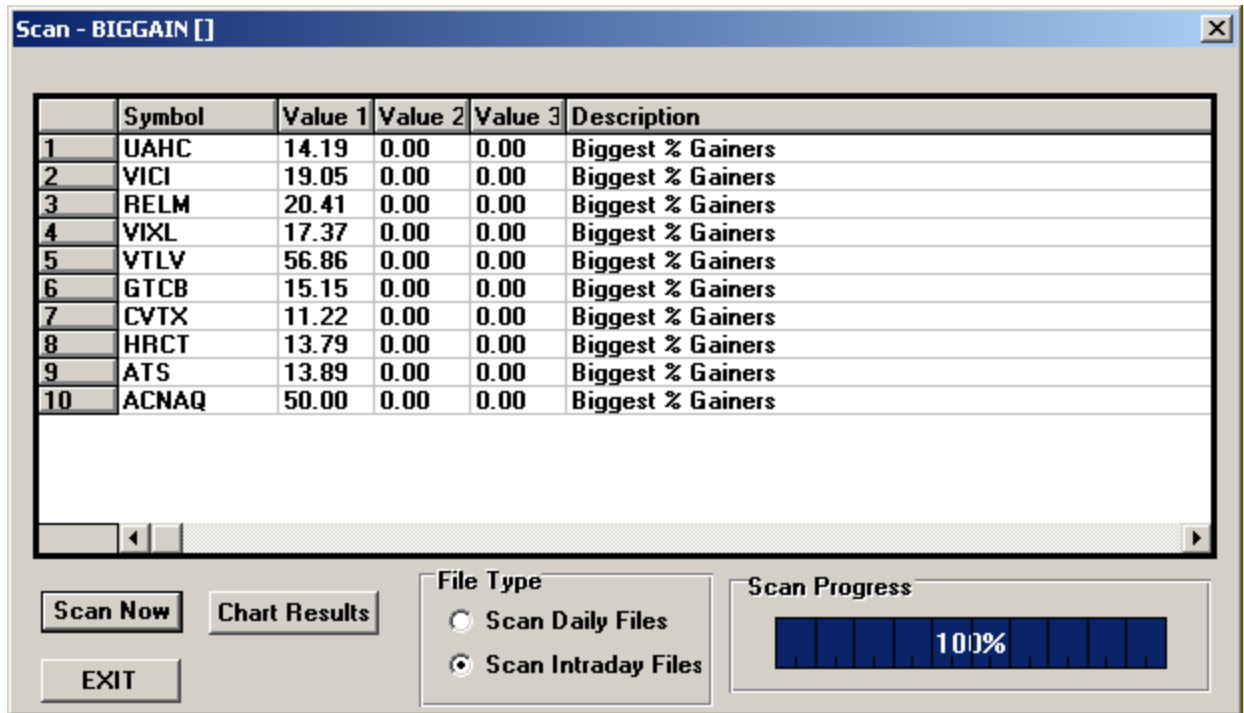 Scan - BIGGAIN []
Symbol Value 1 Value 2 Value 3 Description
1 UAHC 14.19 0.00 0.00 Biggest % Gainers
2 VICI 19.05 0.00 0.00 Biggest % Gainers
3 RELM 20.41 0.00 0.00 Biggest % Gainers
4 VIXL 17.37 0.00 0.00 Biggest % Gainers
5 VTLV 56.86 0.00 0.00 Biggest % Gainers
6 GTCB 15.15 0.00 0.00 Biggest % Gainers
7 CVTX 11.22 0.00 0.00 Biggest % Gainers
8 HRCT 13.79 0.00 0.00 Biggest % Gainers
9 ATS 13.89 0.00 0.00 Biggest % Gainers
10 ACNAQ 50.00 0.00 0.00 Biggest % Gainers
Scan Now
Chart Results
EXIT
File Type
Scan Daily Files
Scan Intraday Files
Scan Progress
100%